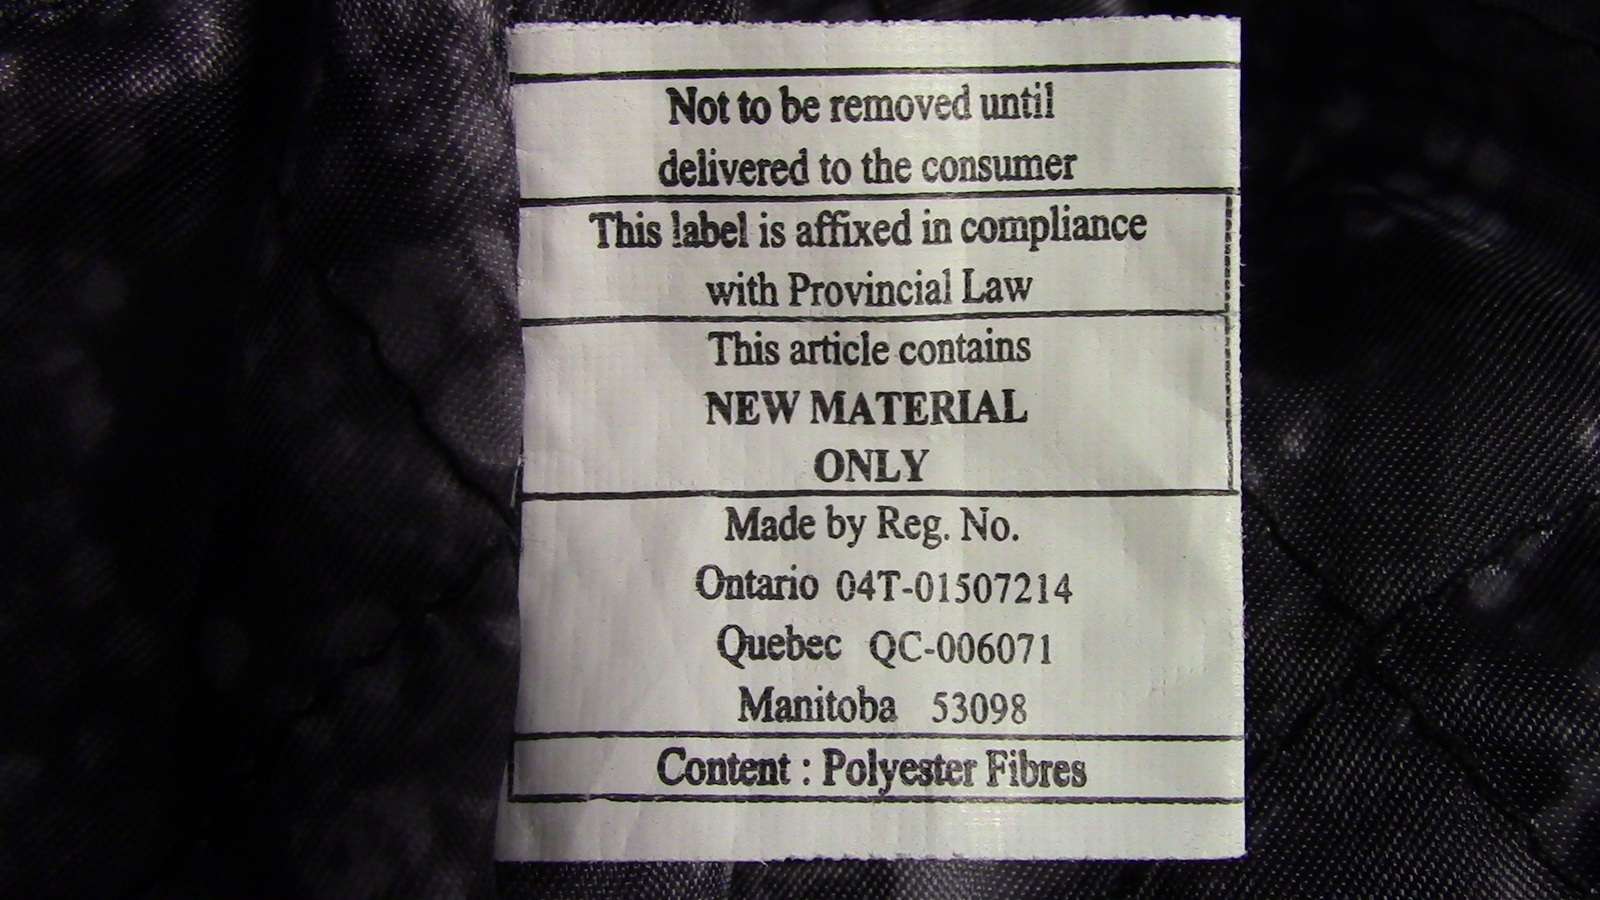 Not to be removed until
delivered to the consumer
This label is affixed in compliance
with Provincial Law
This article contains
NEW MATERIAL
ONLY
Made by Reg. No.
Ontario 04T-01507214
Quebec QC-006071
Manitoba 53098
Content : Polyester Fibres